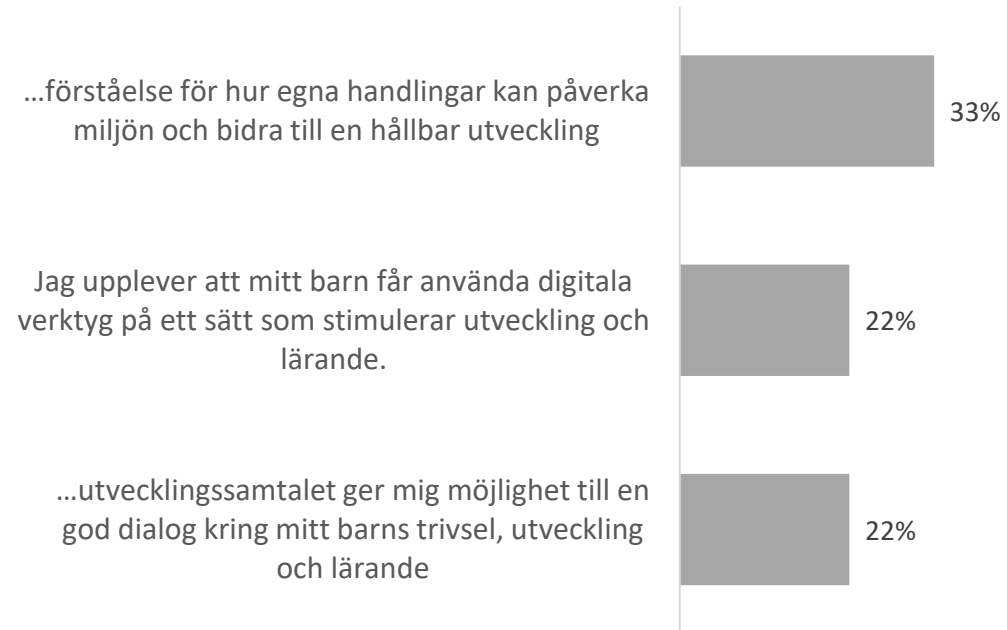 ...förståelse för hur egna handlingar kan påverka
miljön och bidra till en hållbar utveckling
33%
Jag upplever att mitt barn får använda digitala
verktyg på ett sätt som stimulerar utveckling och
lärande.
22%
...utvecklingssamtalet ger mig möjlighet till en
god dialog kring mitt barns trivsel, utveckling
och lärande
22%